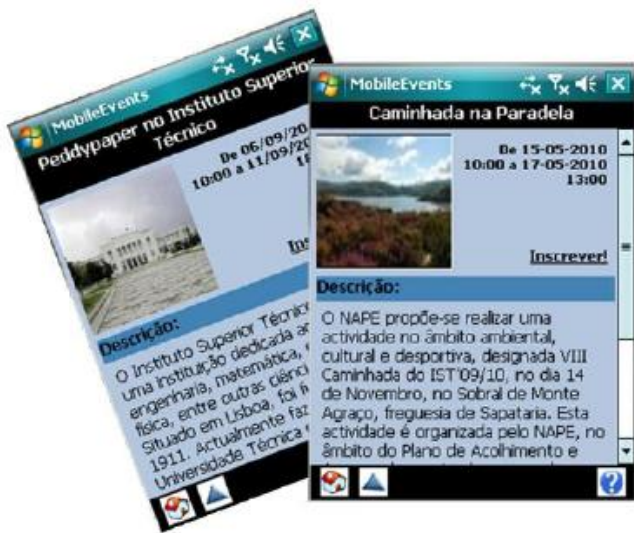 MobileEvents
Peddypaper no Instituto Superior
Técnico
De 06/09/20
10:00 a 11/09/20
Descrição:
O Instituto Superior Técnico
uma instituição dedicada
engenharia, matemática,
física, entre outras
Situado em Lisboa, foi
1911. Actualmente faz
Universidade Técnica
MobileEvents
Caminhada na Paradela
De 15-05-2010
10:00 a 17-05-2010
13:00
Inscrever!
Descrição:
O NAPE propõe-se realizar uma
actividade no âmbito ambiental,
cultural e desportiva, designada VIII
Caminhada do IST'09/10, no dia 14
de Novembro, no Sobral de Monte
Agraço, freguesia de Sapataria. Esta
actividade é organizada pelo NAPE, no
âmbito do Plano de Acolhimento e